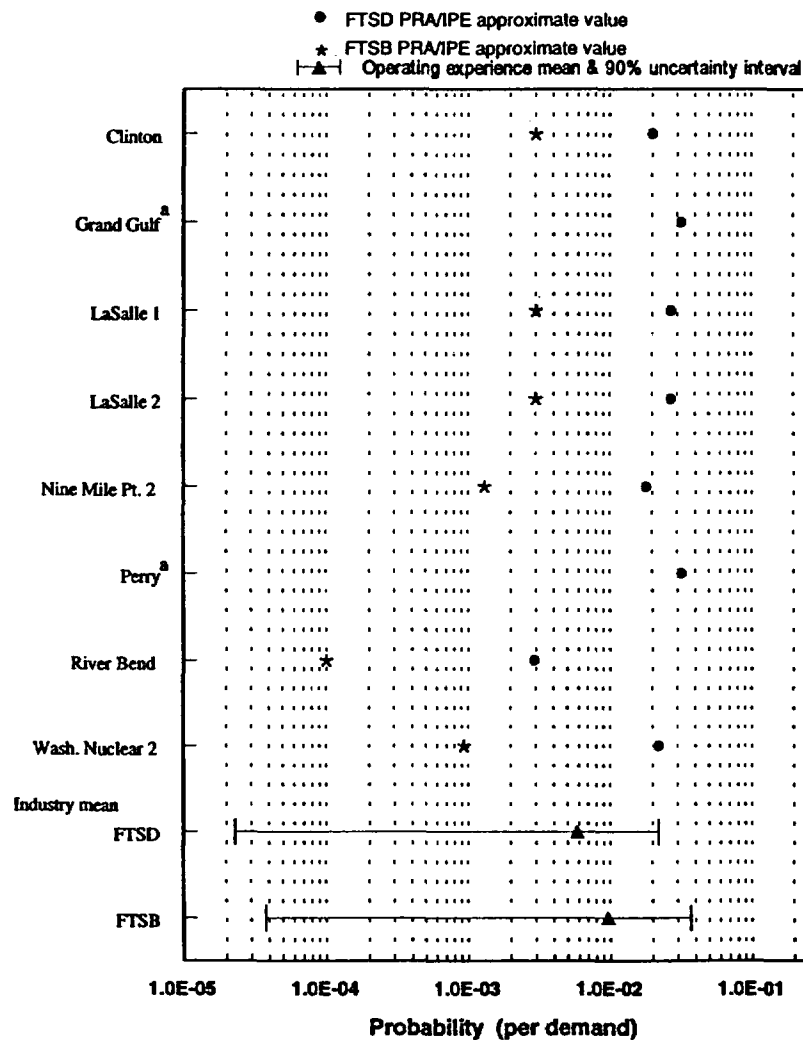 FTSD PRA/IPE approximate value
FTSB PRA/IPE approximate value
Operating experience mean & 90% uncertainty interval
Clinton
Grand Gulf a
LaSalle 1
LaSalle 2
Nine Mile Pt. 2
Perry a
River Bend
Wash. Nuclear 2
Industry mean
FTSD
FTSB
1.0E-05 1.0E-04 1.0E-03 1.0E-02 1.0E-01
Probability (per demand)